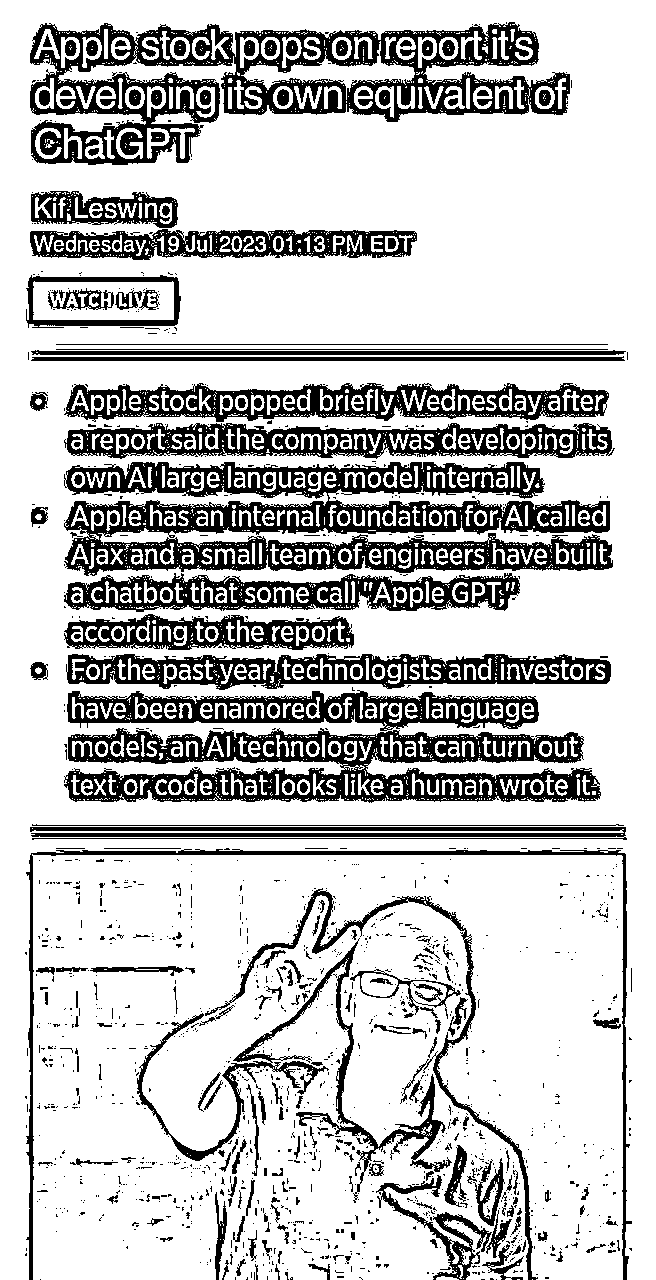 Apple stock pops on report it's
developing its own equivalent of
ChatGPT
Kif Leswing
Wednesday, 19 Jul 2023 01:13 PM EDT
WATCH LIVE
Apple stock popped briefly Wednesday after
a report said the company was developing its
own AI large language model internally.
Apple has an internal foundation for AI called
Ajax and a small team of engineers have built
a chatbot that some call "Apple GPT,"
according to the report.
For the past year, technologists and investors
have been enamored of large language
models, an AI technology that can turn out
text or code that looks like a human wrote it.